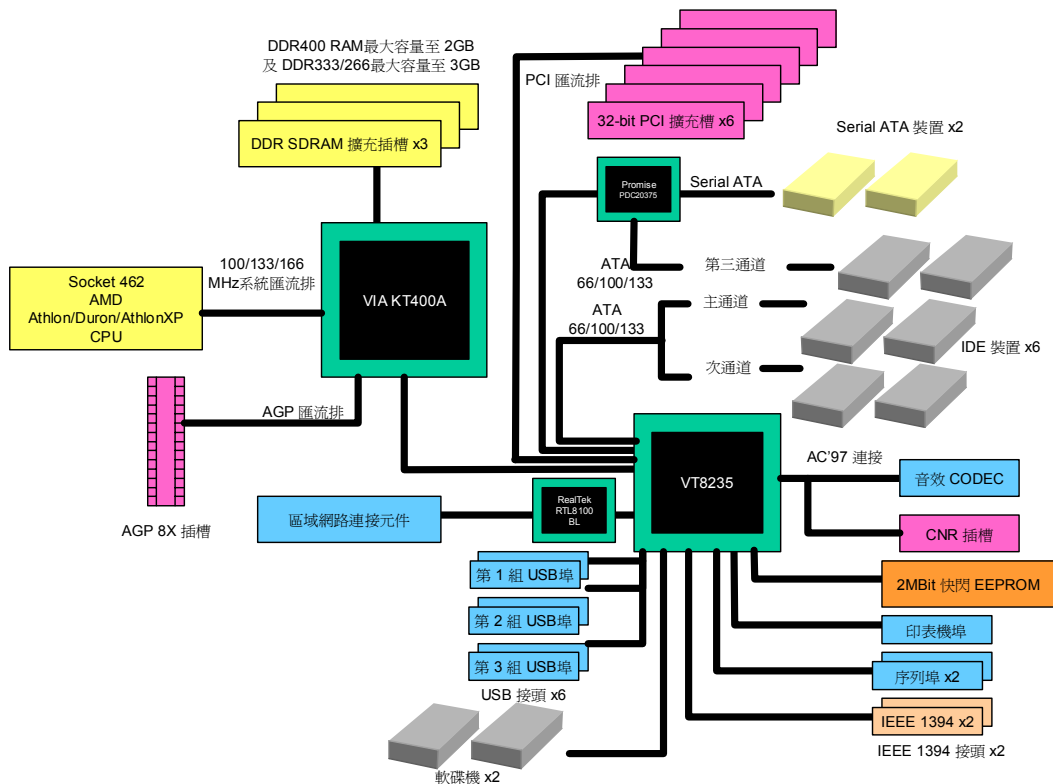 DDR400 RAM最大容量至 2GB
及 DDR333/266最大容量至 3GB
DDR SDRAM 擴充插槽 x3
PCI 匯流排
32-bit PCI 擴充槽 x6
Serial ATA 裝置 x2
Promise
PDC20375
Serial ATA
100/133/166
MHz系統匯流排
Socket 462
AMD
Athlon/Duron/AthlonXP
CPU
VIA KT400A
ATA
66/100/133
第三通道
ATA
66/100/133
主通道
次通道
IDE 裝置 x6
AGP 匯流排
AGP 8X 插槽
VT8235
AC'97 連接
音效 CODEC
CNR 插槽
區域網路連接元件
RealTek
RTL8100
BL
第 1 組 USB埠
第 2 組 USB埠
第 3 組 USB埠
USB 接頭 x6
2MBit 快閃 EEPROM
印表機埠
序列埠 x2
IEEE 1394 x2
IEEE 1394 接頭 x2
軟碟機 x2